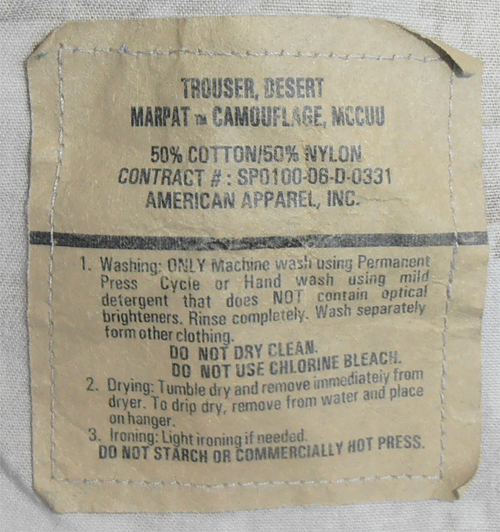 TROUSER, DESERT
MARPAT ™ CAMOUFLAGE, MCCUU
50% COTTON/50% NYLON
CONTRACT #: SP0100-06-D-0331
AMERICAN APPAREL, INC.
1. Washing: ONLY Machine wash using Permanent
Press Cycle or Hand wash using mild
detergent that does NOT contain optical
brighteners. Rinse completely. Wash separately
form other clothing.
DO NOT DRY CLEAN.
DO NOT USE CHLORINE BLEACH.
2. Drying: Tumble dry and remove immediately from
dryer. To drip dry, remove from water and place
on hanger.
3. Ironing: Light ironing if needed.
DO NOT STARCH OR COMMERCIALLY HOT PRESS.